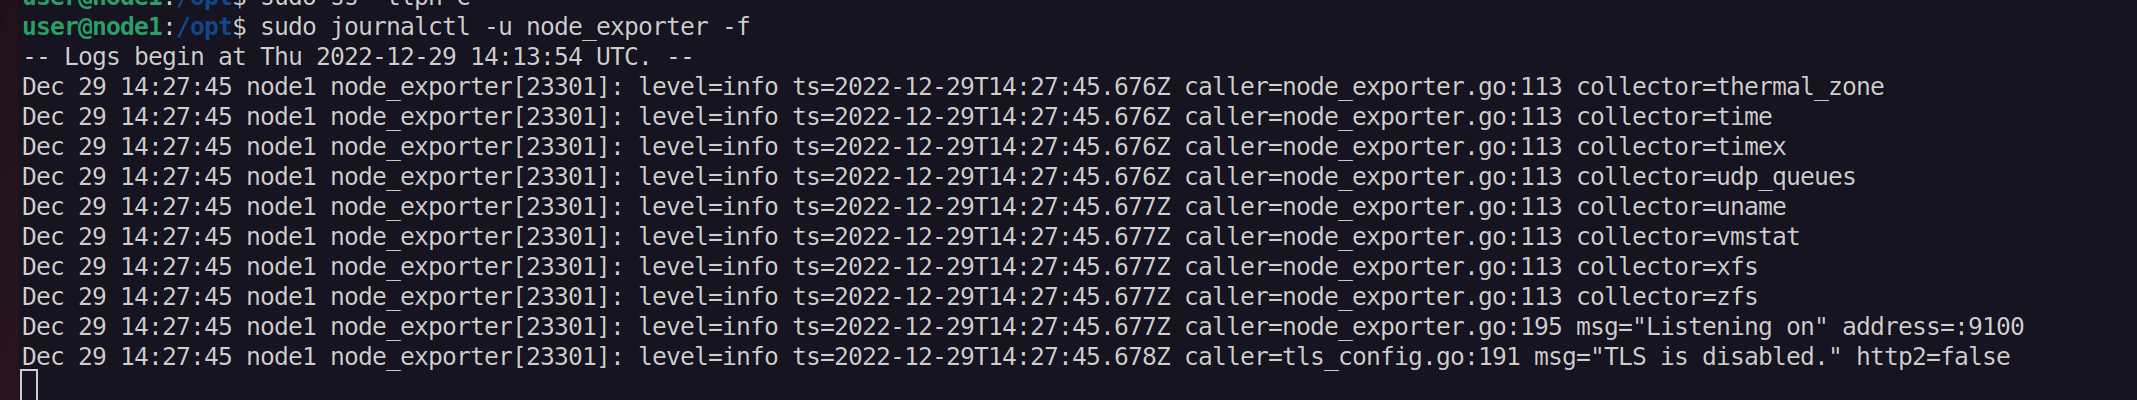 user@node1:/opt$ sudo ss -tlpn
user@node1:/opt$ sudo journalctl -u node_exporter -f
-- Logs begin at Thu 2022-12-29 14:13:54 UTC. --
Dec 29 14:27:45 node1 node_exporter[23301]: level=info ts=2022-12-29T14:27:45.676Z caller=node_exporter.go:113 collector=thermal_zone
Dec 29 14:27:45 node1 node_exporter[23301]: level=info ts=2022-12-29T14:27:45.676Z caller=node_exporter.go:113 collector=time
Dec 29 14:27:45 node1 node_exporter[23301]: level=info ts=2022-12-29T14:27:45.676Z caller=node_exporter.go:113 collector=timex
Dec 29 14:27:45 node1 node_exporter[23301]: level=info ts=2022-12-29T14:27:45.676Z caller=node_exporter.go:113 collector=udp_queues
Dec 29 14:27:45 node1 node_exporter[23301]: level=info ts=2022-12-29T14:27:45.677Z caller=node_exporter.go:113 collector=uname
Dec 29 14:27:45 node1 node_exporter[23301]: level=info ts=2022-12-29T14:27:45.677Z caller=node_exporter.go:113 collector=vmstat
Dec 29 14:27:45 node1 node_exporter[23301]: level=info ts=2022-12-29T14:27:45.677Z caller=node_exporter.go:113 collector=xfs
Dec 29 14:27:45 node1 node_exporter[23301]: level=info ts=2022-12-29T14:27:45.677Z caller=node_exporter.go:113 collector=zfs
Dec 29 14:27:45 node1 node_exporter[23301]: level=info ts=2022-12-29T14:27:45.677Z caller=node_exporter.go:195 msg="Listening on" address=:9100
Dec 29 14:27:45 node1 node_exporter[23301]: level=info ts=2022-12-29T14:27:45.678Z caller=tls_config.go:191 msg="TLS is disabled." http2=false